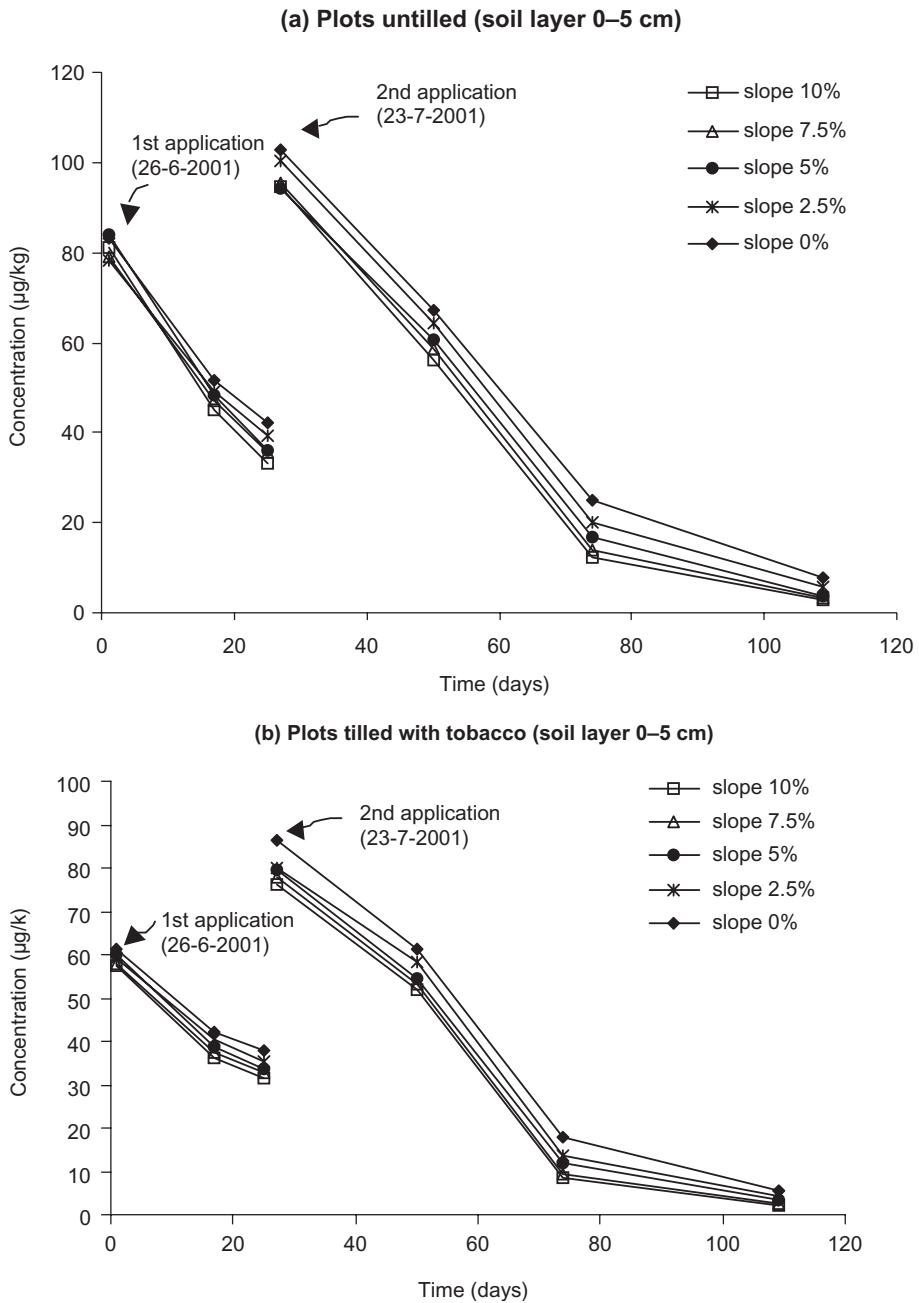 (a) Plots untilled (soil layer 0–5 cm)
120
100
80
60
40
20
0
Concentration (µg/kg)
1st application
(26-6-2001)
2nd application
(23-7-2001)
slope 10%
slope 7.5%
slope 5%
slope 2.5%
slope 0%
0
20
40
60
80
100
120
Time (days)
(b) Plots tilled with tobacco (soil layer 0–5 cm)
100
90
80
70
60
50
40
30
20
10
0
Concentration (µg/k)
1st application
(26-6-2001)
2nd application
(23-7-2001)
slope 10%
slope 7.5%
slope 5%
slope 2.5%
slope 0%
0
20
40
60
80
100
120
Time (days)